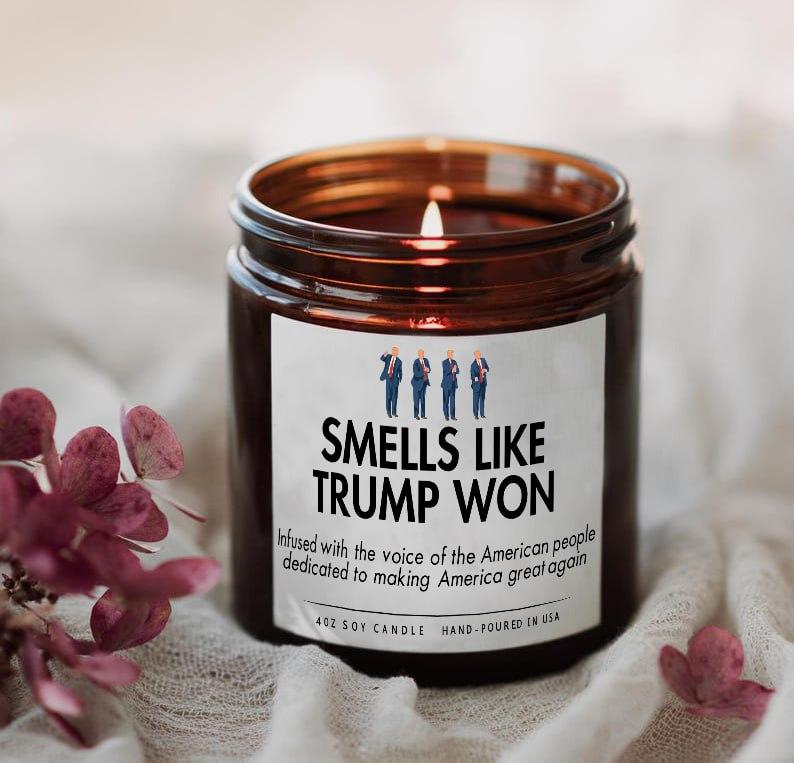 SMELLS LIKE
TRUMP WON
Infused with the voice of the American people
dedicated to making America great again
4OZ SOY CANDLE HAND-POURED IN USA